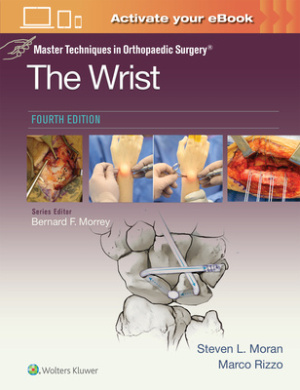 Activate your eBook
Master Techniques in Orthopaedic Surgery®
The Wrist
FOURTH EDITION
Series Editor
Bernard F. Morrey
Steven L. Moran
Marco Rizzo
Wolters Kluwer